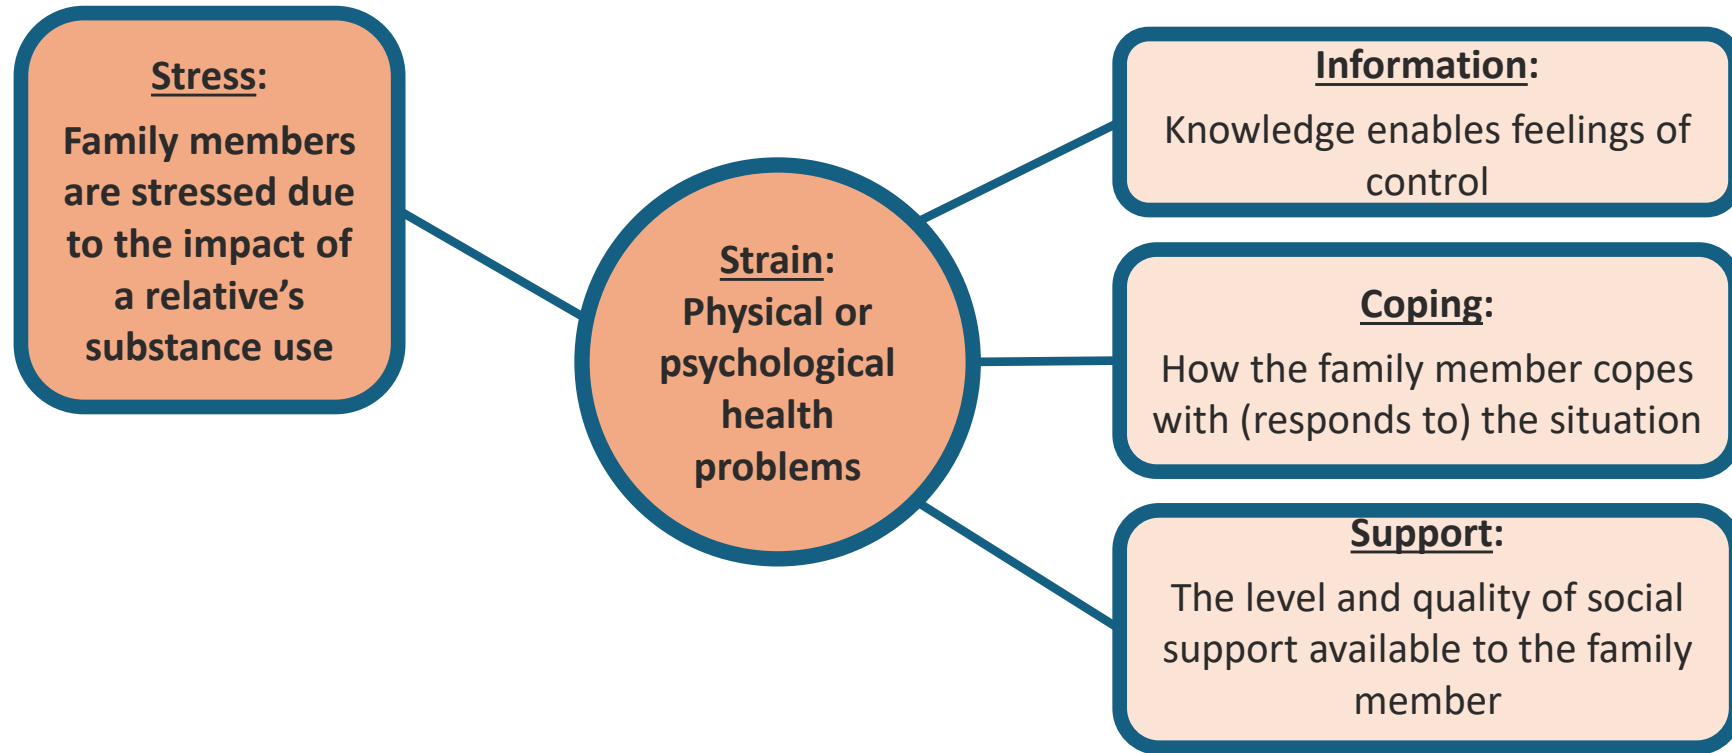 Stress:
Family members
are stressed due
to the impact of
a relative’s
substance use
Strain:
Physical or
psychological
health
problems
Information:
Knowledge enables feelings of
control
Coping:
How the family member copes
with (responds to) the situation
Support:
The level and quality of social
support available to the family
member